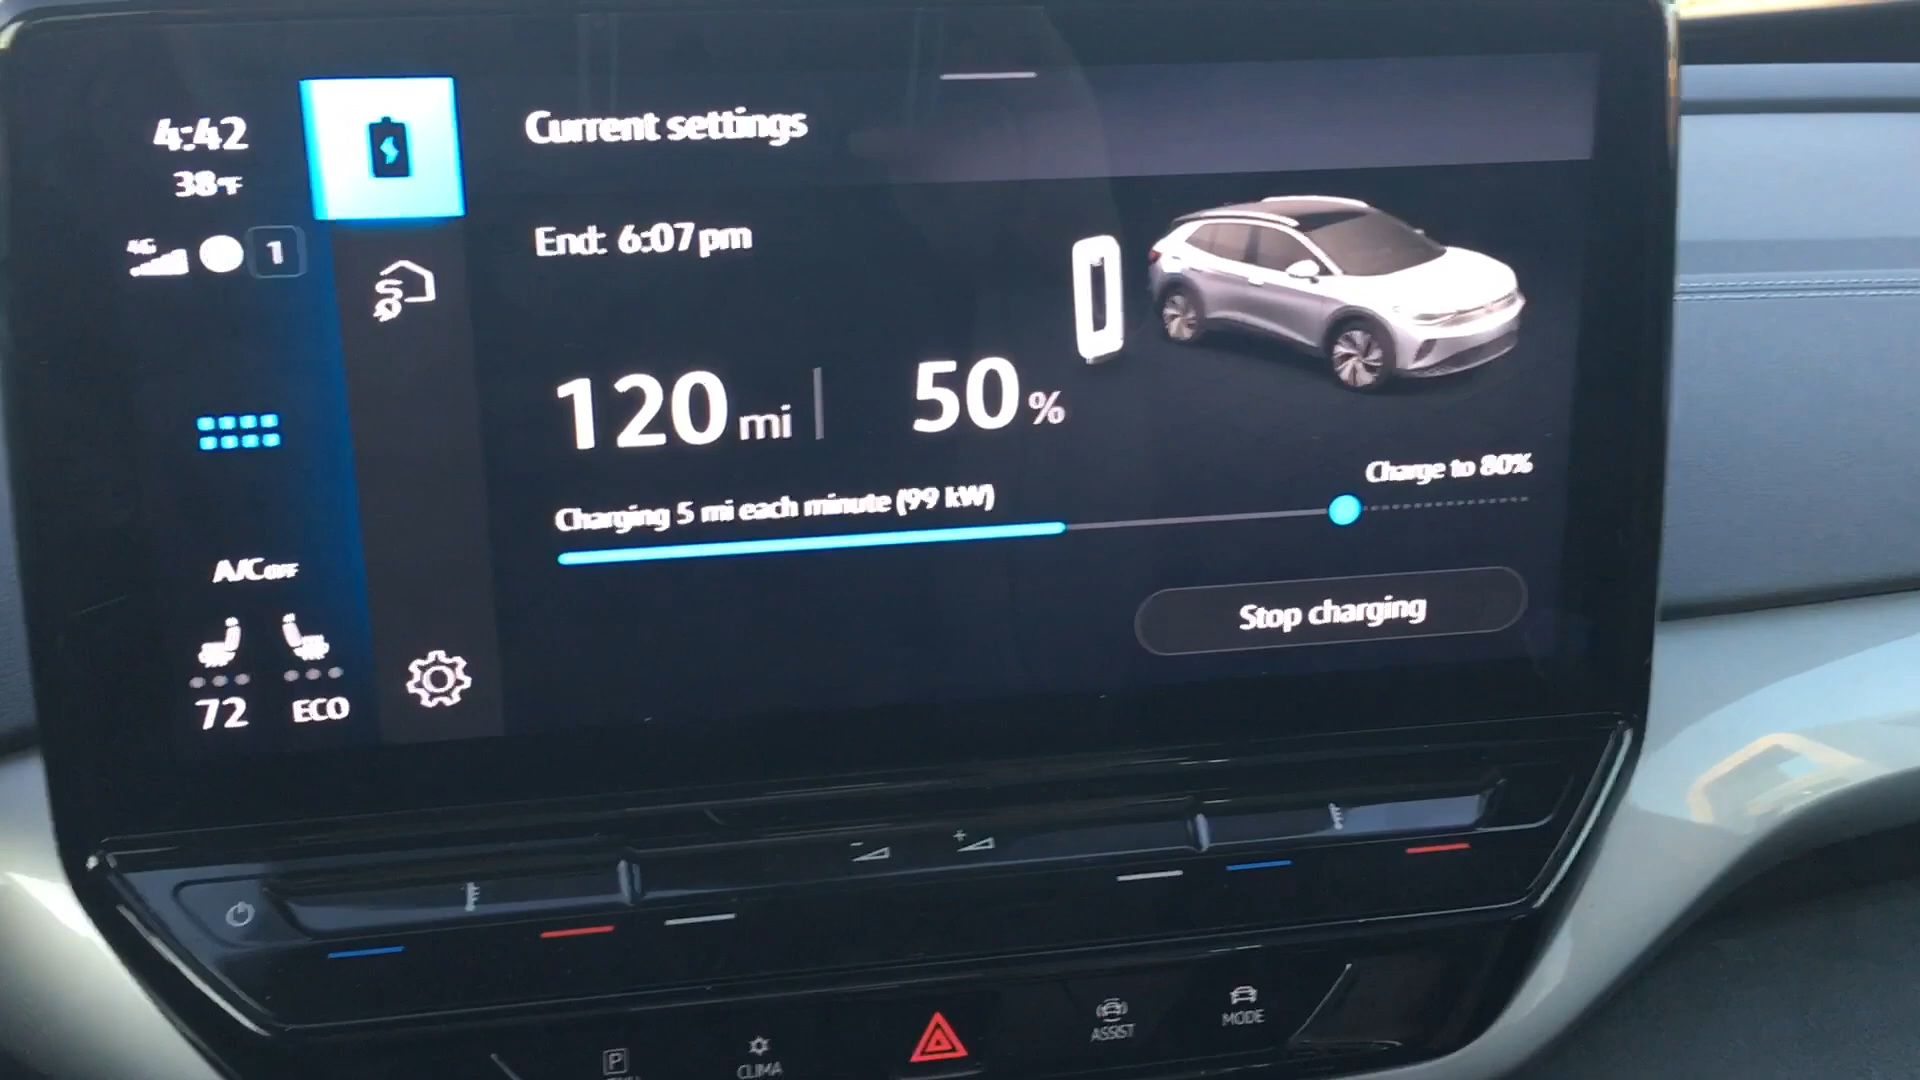 4:42
38°F
4G
1
Current settings
End: 6:07 pm
120 mi
50 %
Charge to 80%
Charging 5 mi each minute (99 kW)
Stop charging
A/C OFF
72
ECO
- +
P
CLIMA
ASSIST
MODE